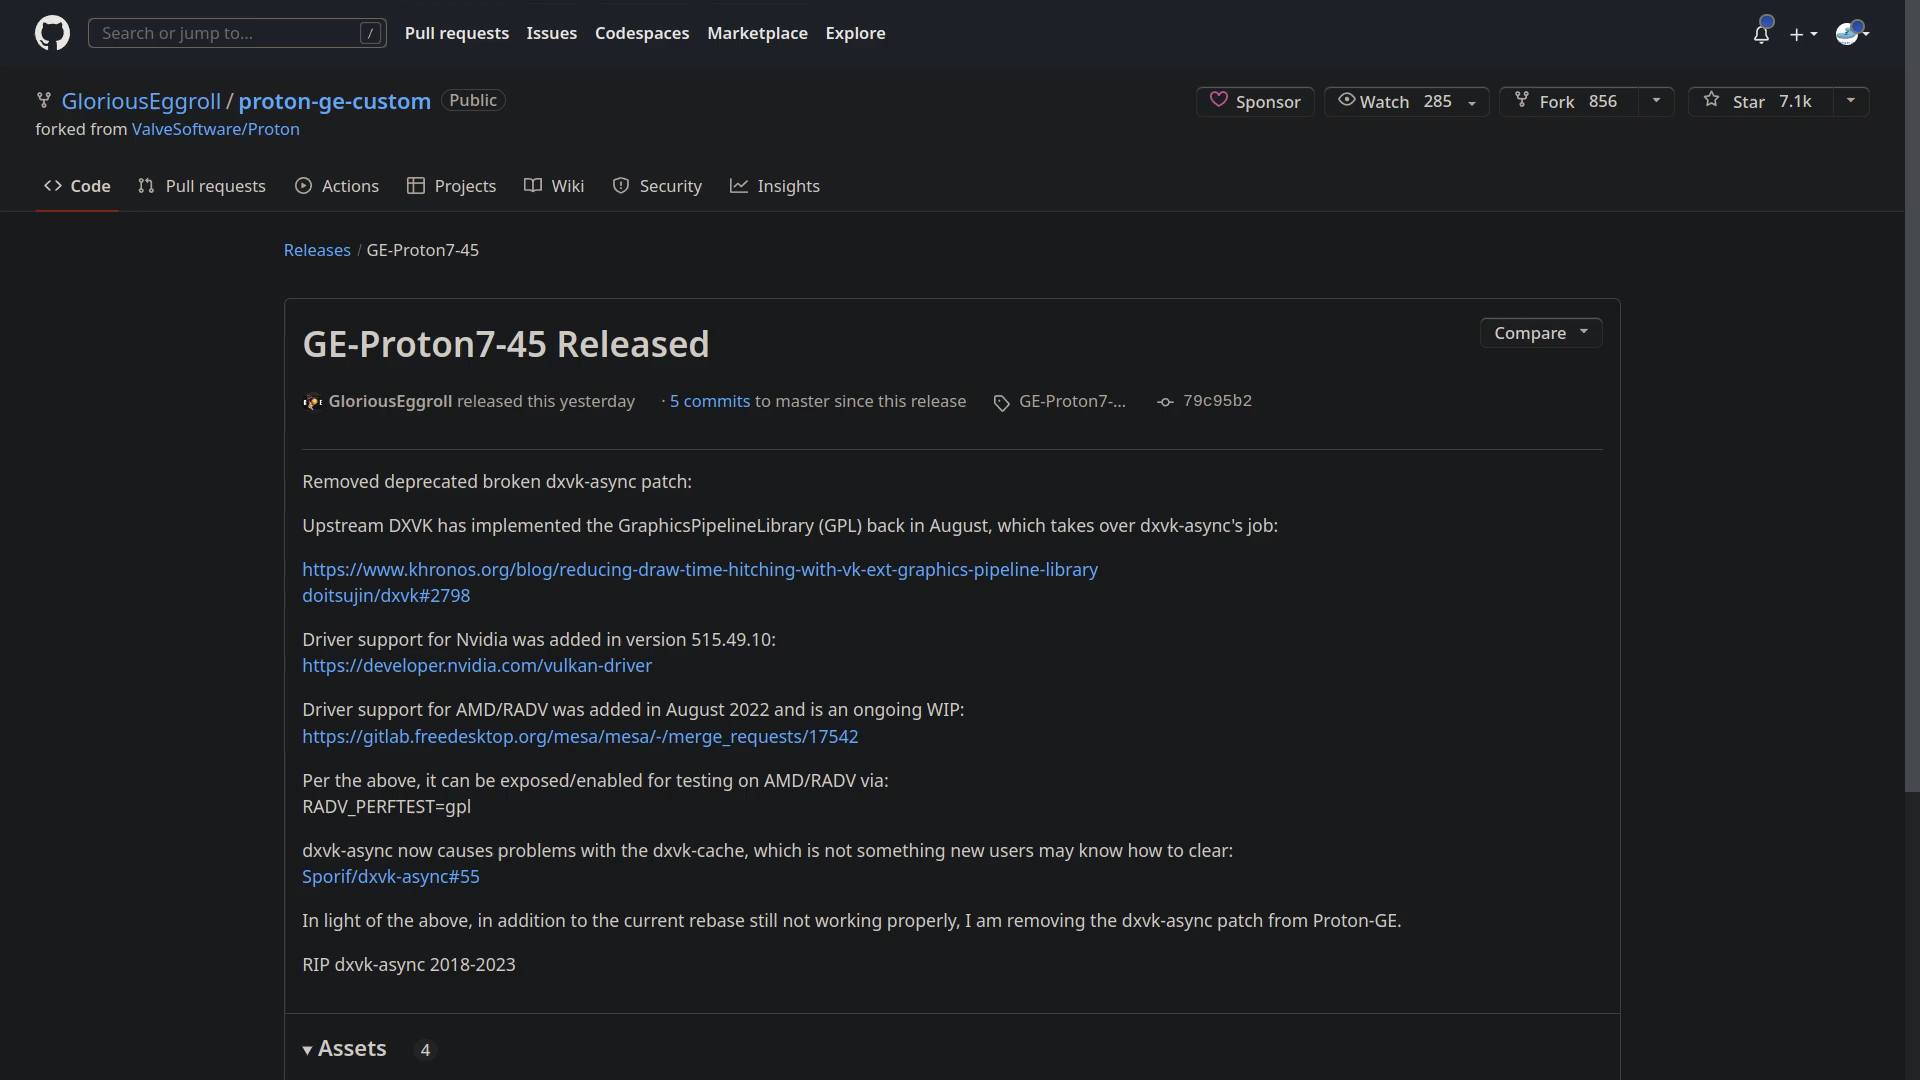 Search or jump to... / Pull requests Issues Codespaces Marketplace Explore
GloriousEggroll / proton-ge-custom Public Sponsor Watch 285 Fork 856 Star 7.1k
forked from ValveSoftware/Proton
Code Pull requests Actions Projects Wiki Security Insights
Releases / GE-Proton7-45
GE-Proton7-45 Released
Compare
GloriousEggroll released this yesterday · 5 commits to master since this release GE-Proton7-... 79c95b2
Removed deprecated broken dxvk-async patch:
Upstream DXVK has implemented the GraphicsPipelineLibrary (GPL) back in August, which takes over dxvk-async's job:
https://www.khronos.org/blog/reducing-draw-time-hitching-with-vk-ext-graphics-pipeline-library
doitsujin/dxvk#2798
Driver support for Nvidia was added in version 515.49.10:
https://developer.nvidia.com/vulkan-driver
Driver support for AMD/RADV was added in August 2022 and is an ongoing WIP:
https://gitlab.freedesktop.org/mesa/mesa/-/merge_requests/17542
Per the above, it can be exposed/enabled for testing on AMD/RADV via:
RADV_PERFTEST=gpl
dxvk-async now causes problems with the dxvk-cache, which is not something new users may know how to clear:
Sporif/dxvk-async#55
In light of the above, in addition to the current rebase still not working properly, I am removing the dxvk-async patch from Proton-GE.
RIP dxvk-async 2018-2023
Assets 4